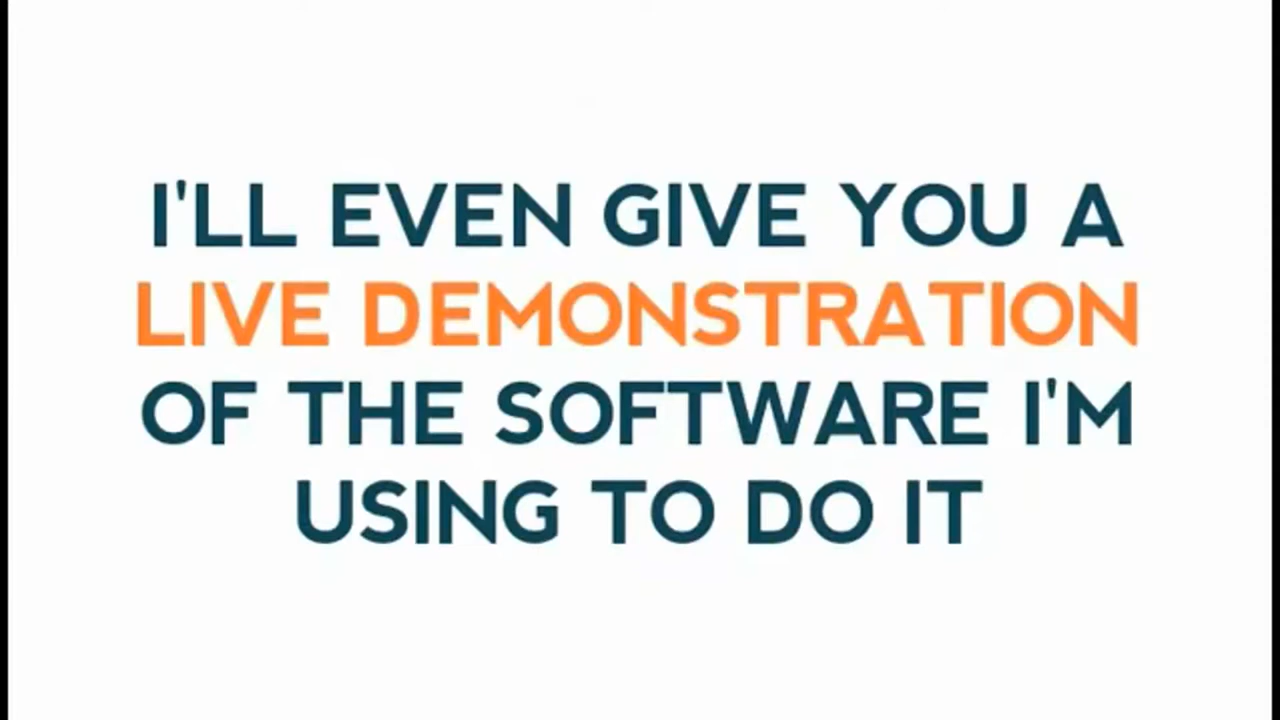 I'LL EVEN GIVE YOU A
LIVE DEMONSTRATION
OF THE SOFTWARE I'M
USING TO DO IT